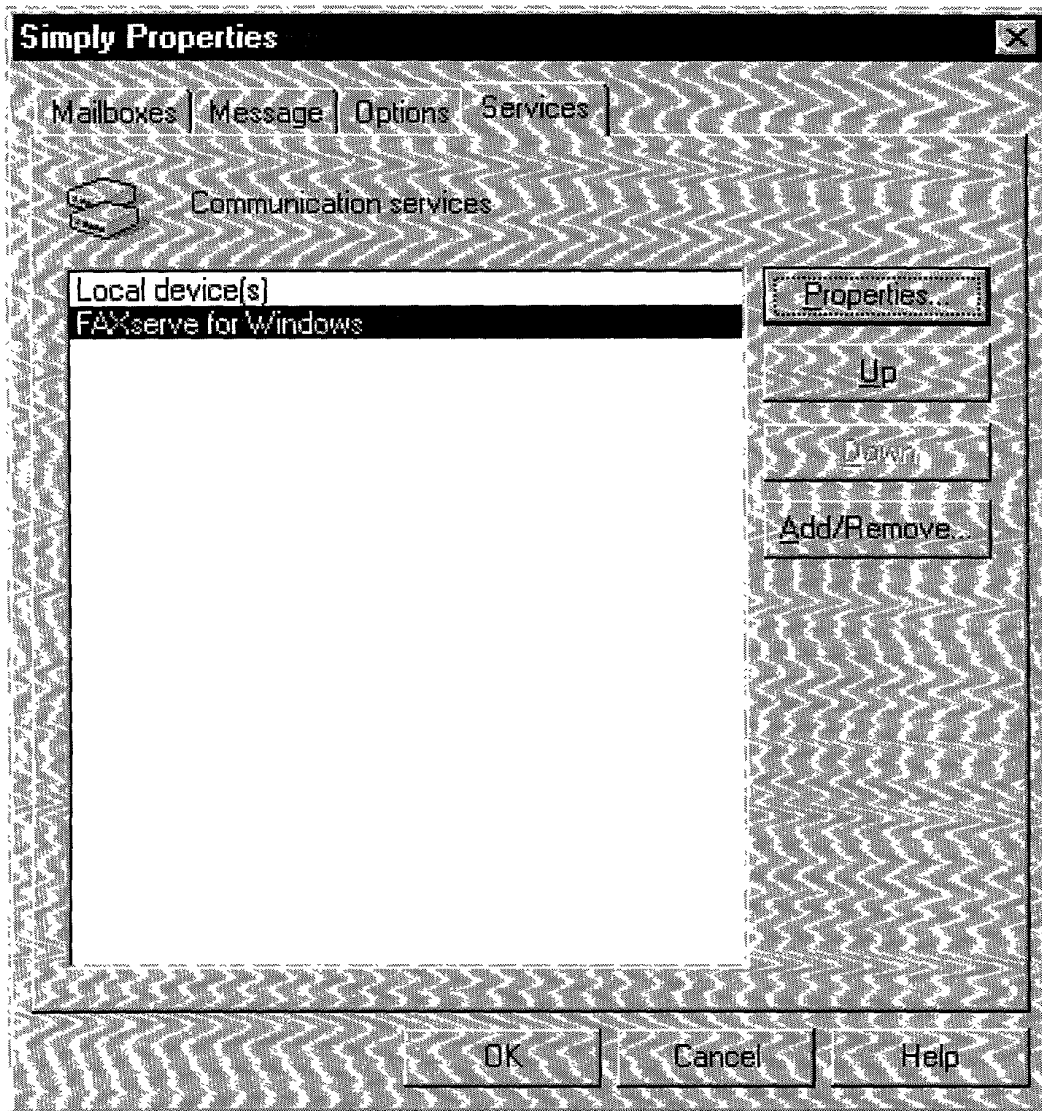 Simply Properties
Mailboxes Message Options Services
Communication services
Local device(s)
FAXserve for Windows
Properties...
Up
Down
Add/Remove...
OK Cancel Help